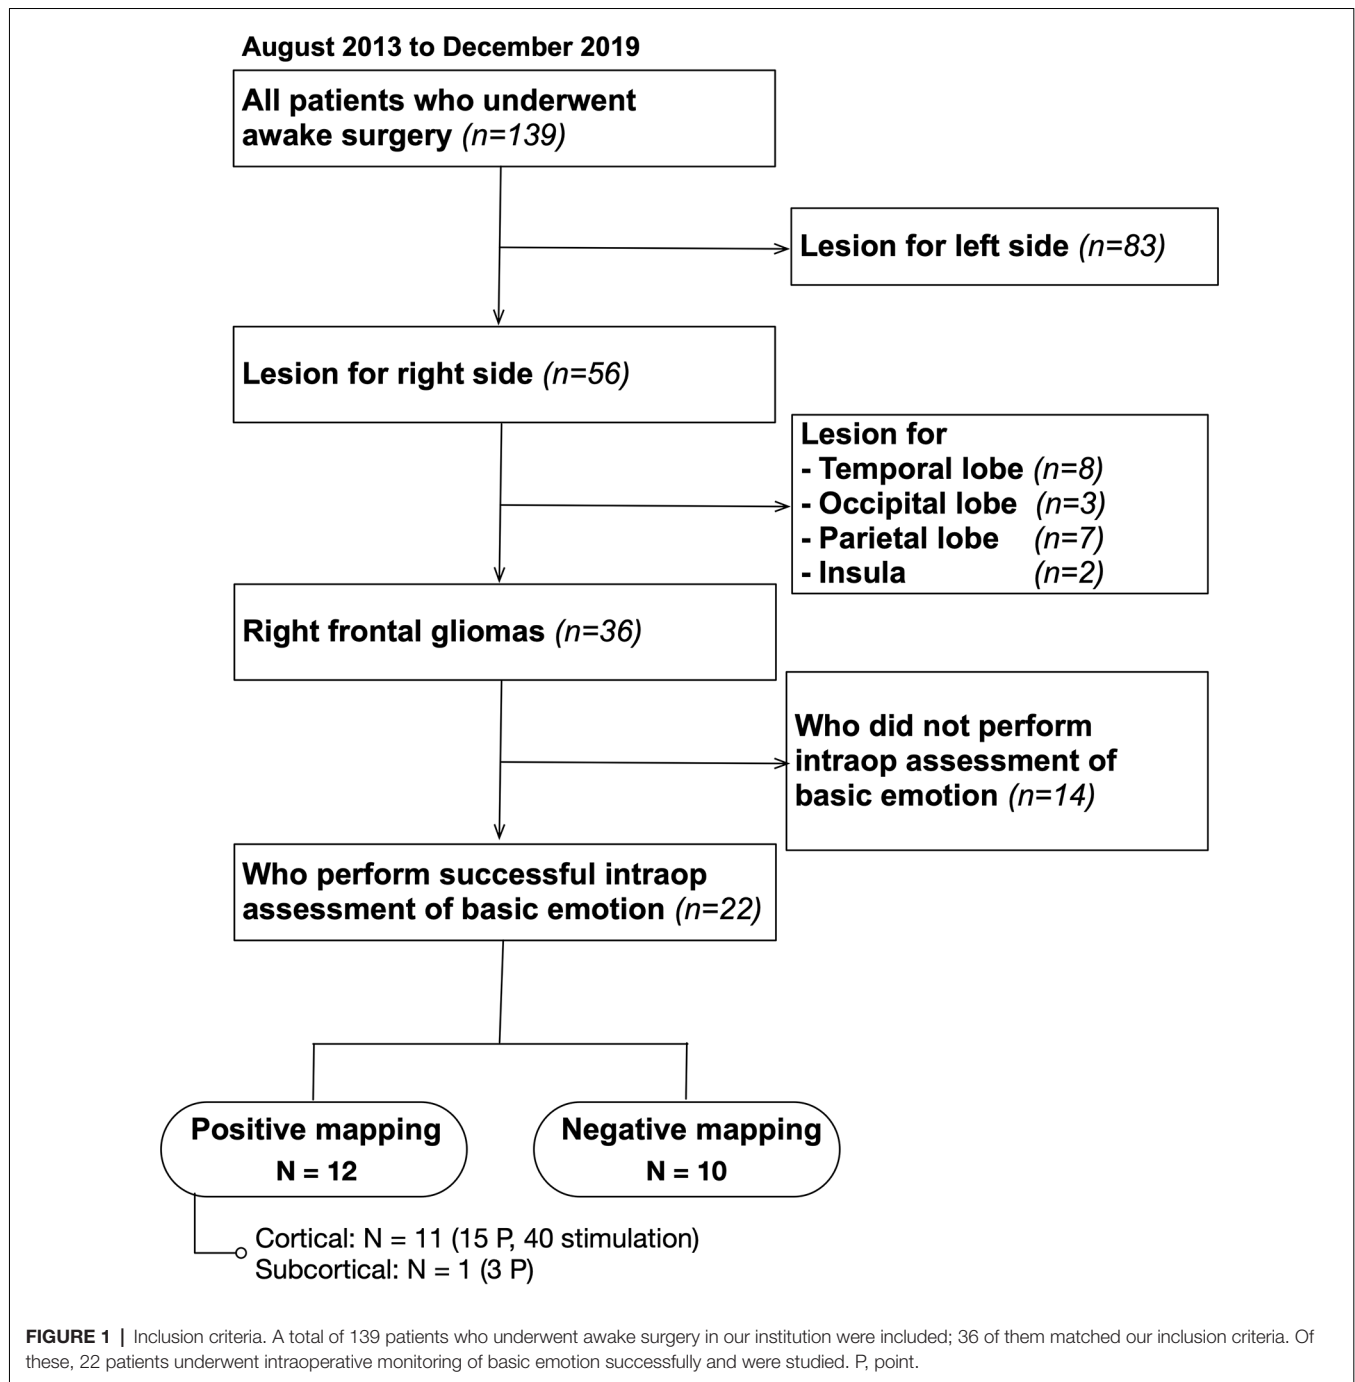 August 2013 to December 2019
All patients who underwent
awake surgery (n=139)
Lesion for left side (n=83)
Lesion for right side (n=56)
Lesion for
- Temporal lobe (n=8)
- Occipital lobe (n=3)
- Parietal lobe (n=7)
- Insula (n=2)
Right frontal gliomas (n=36)
Who did not perform
intraop assessment of
basic emotion (n=14)
Who perform successful intraop
assessment of basic emotion (n=22)
Positive mapping
N = 12
Negative mapping
N = 10
Cortical: N = 11 (15 P, 40 stimulation)
Subcortical: N = 1 (3 P)
FIGURE 1 | Inclusion criteria. A total of 139 patients who underwent awake surgery in our institution were included; 36 of them matched our inclusion criteria. Of
these, 22 patients underwent intraoperative monitoring of basic emotion successfully and were studied. P, point.